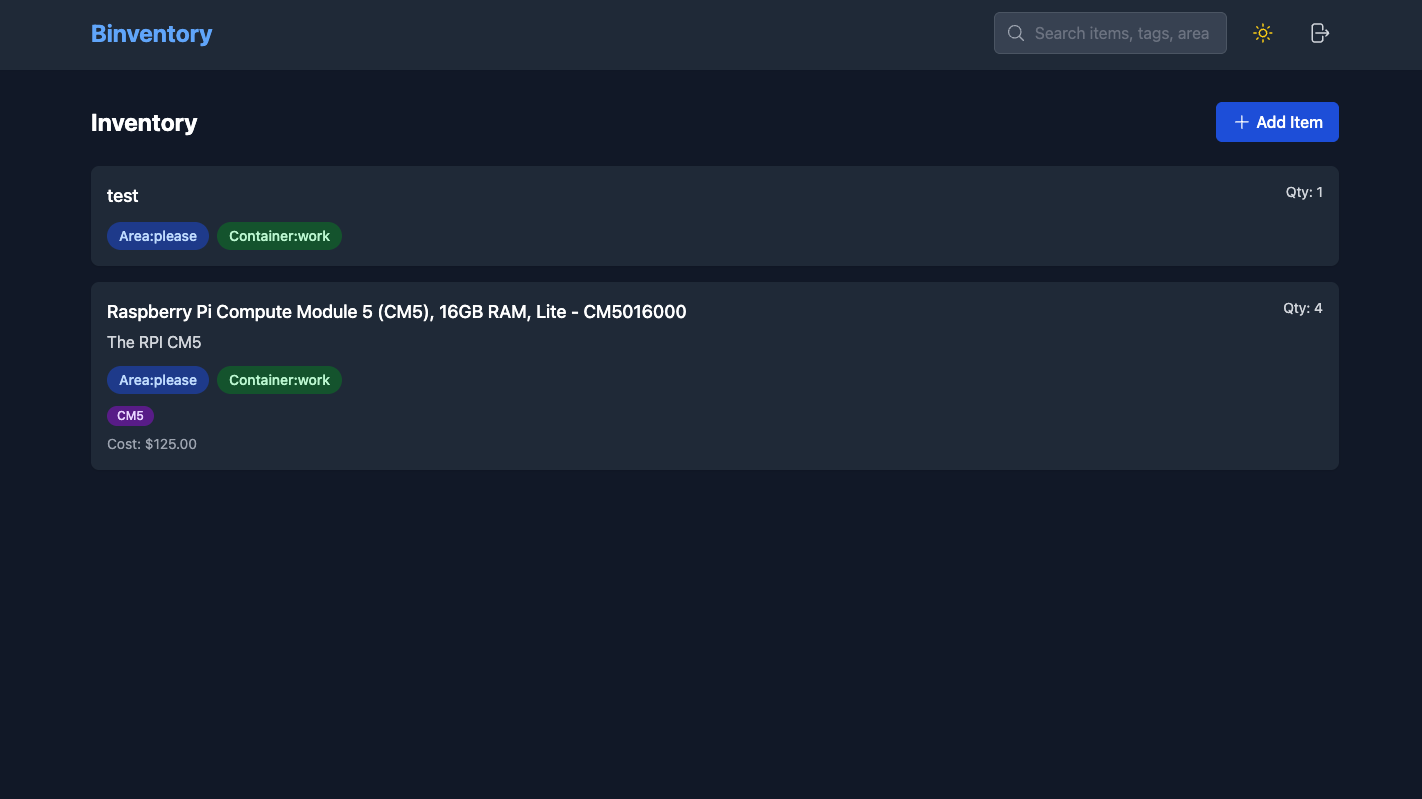 Binventory
Search items, tags, area
Inventory
Add Item
test
Qty: 1
Area:please
Container:work
Raspberry Pi Compute Module 5 (CM5), 16GB RAM, Lite - CM5016000
Qty: 4
The RPI CM5
Area:please
Container:work
CM5
Cost: $125.00